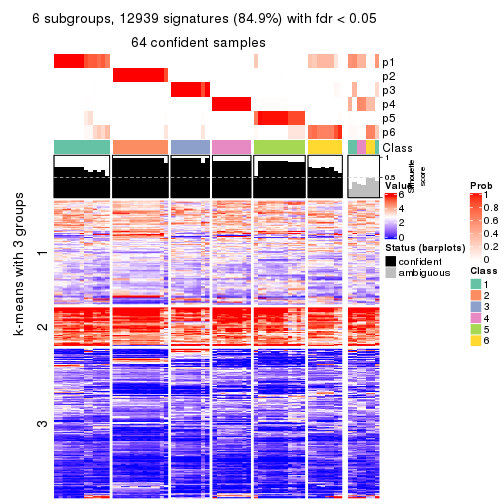 6 subgroups, 12939 signatures (84.9%) with fdr < 0.05
64 confident samples
p1
p2
p3
p4
p5
p6
Class
1
0.5
0
Silhouette
score
k-means with 3 groups
1
2
3
Value
6
4
2
0
Status (barplots)
confident
ambiguous
Prob
1
0.8
0.6
0.4
0.2
0
Class
1
2
3
4
5
6